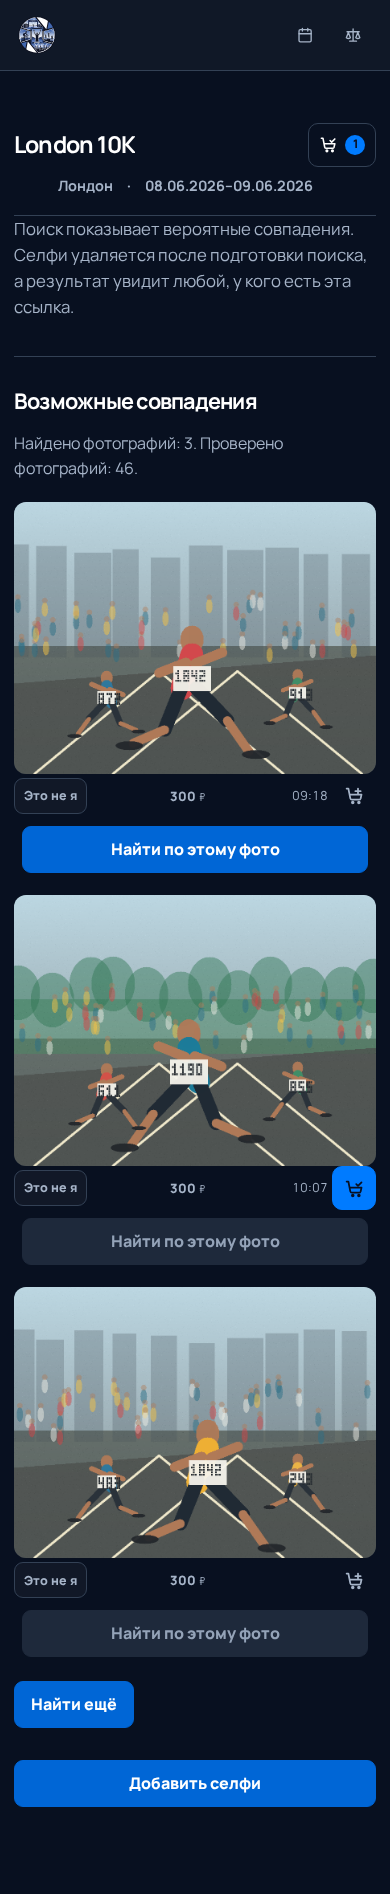 London 10K
1
Лондон · 08.06.2026–09.06.2026
Поиск показывает вероятные совпадения.
Селфи удаляется после подготовки поиска,
а результат увидит любой, у кого есть эта
ссылка.
Возможные совпадения
Найдено фотографий: 3. Проверено
фотографий: 46.
1842
913
Это не я
300 ₽
09:18
Найти по этому фото
1190
Это не я
300 ₽
10:07
Найти по этому фото
1842
483
243
Это не я
300 ₽
Найти по этому фото
Найти ещё
Добавить селфи